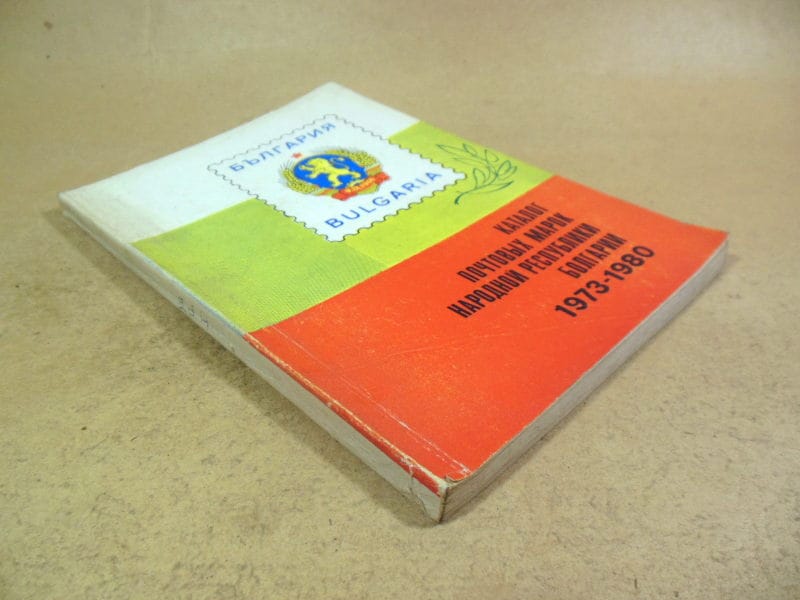 БЪЛГАРИЯ
BULGARIA
КАТАЛОГ
ПОЧТОВЫХ МАРОК
НАРОДНОЙ РЕСПУБЛИКИ
БОЛГАРИИ
1973-1980